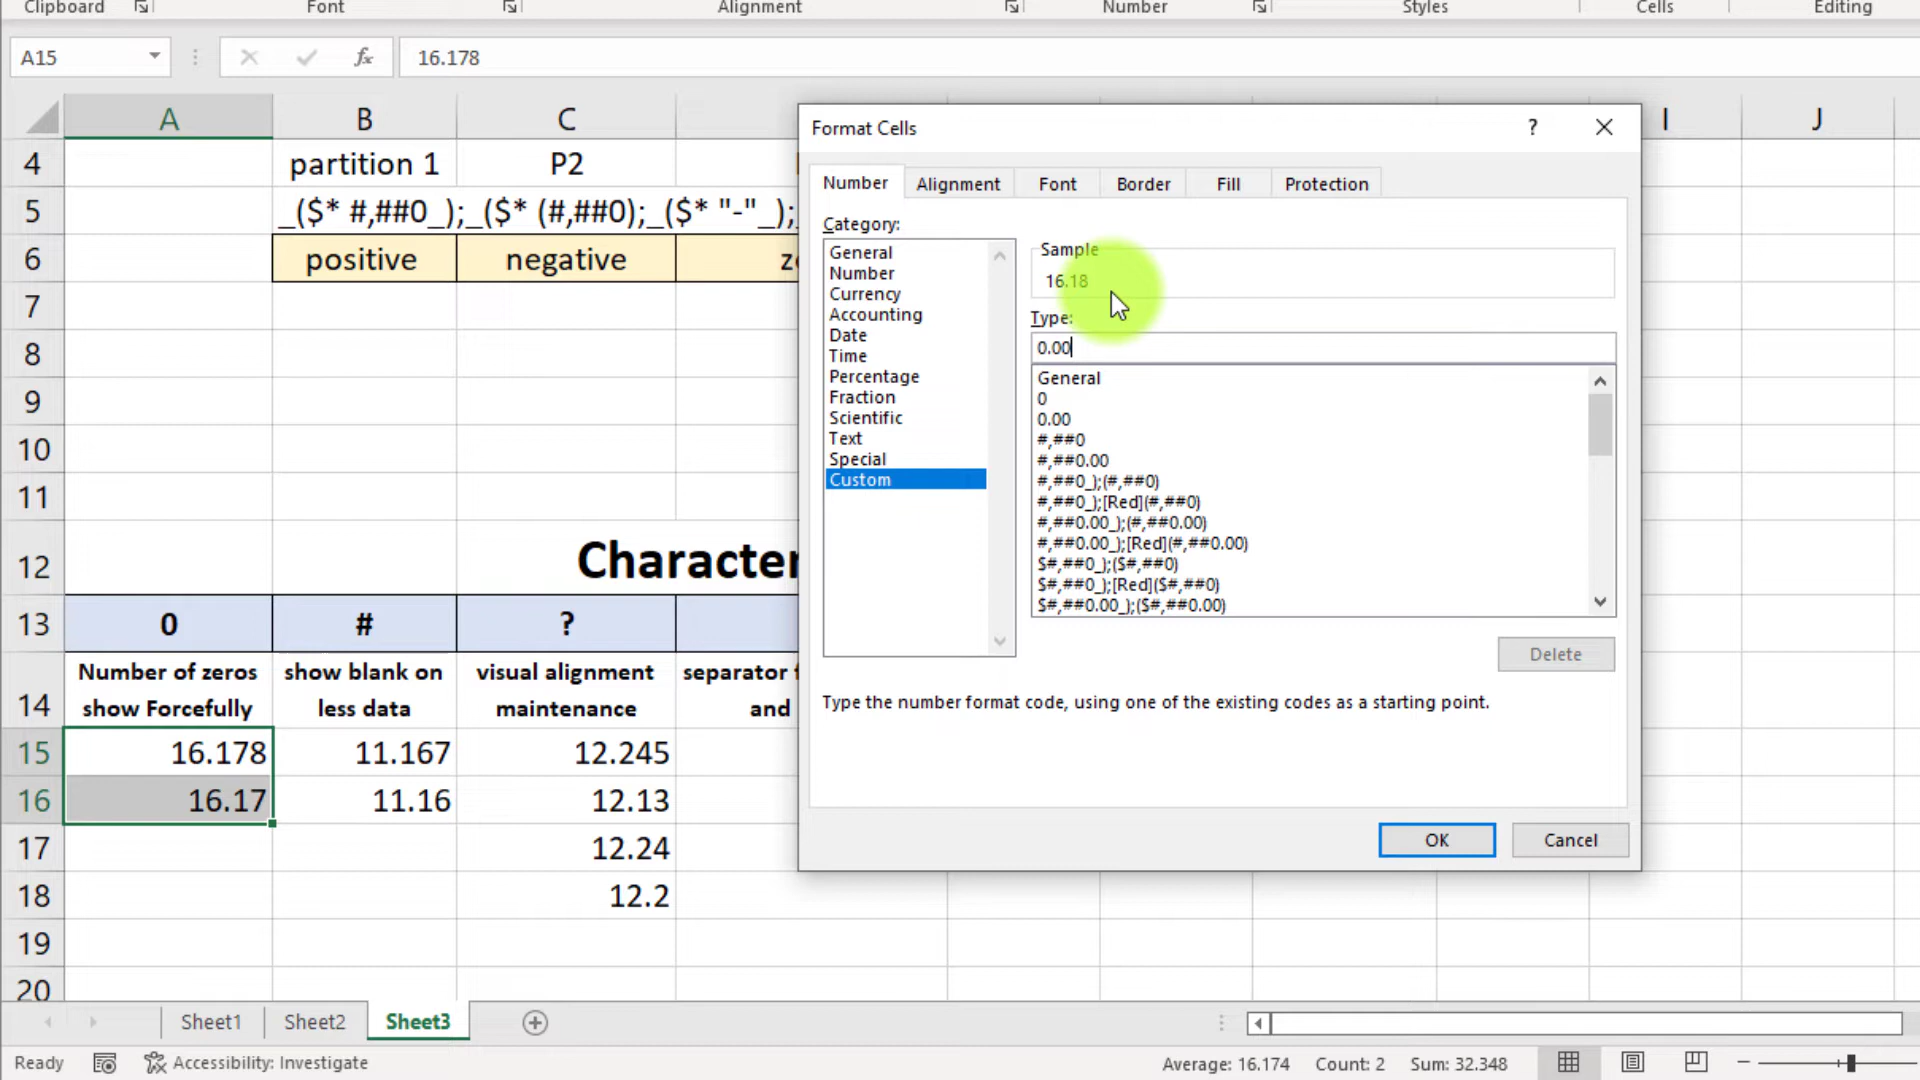 Clipboard Font Alignment Number Styles Cells Editing
A15 fx 16.178
A B C I J
4 partition 1 P2
5 _($* #,##0_);_($* (#,##0);_($* "-"_);
6 positive negative
7
8
9
10
11
12 Character
13 0 # ?
14 Number of zeros show Forcefully show blank on less data visual alignment maintenance separator and
15 16.178 11.167 12.245
16 16.17 11.16 12.13
17 12.24
18 12.2
19
20
Format Cells ?
Number Alignment Font Border Fill Protection
Category:
General
Number
Currency
Accounting
Date
Time
Percentage
Fraction
Scientific
Text
Special
Custom
Sample
16.18
Type:
0.00
General
0
0.00
#,##0
#,##0.00
#,##0_);(#,##0)
#,##0_);[Red](#,##0)
#,##0.00_);(#,##0.00)
#,##0.00_);[Red](#,##0.00)
$#,##0_);($#,##0)
$#,##0_);[Red]($#,##0)
$#,##0.00_);($#,##0.00)
Delete
Type the number format code, using one of the existing codes as a starting point.
OK Cancel
Sheet1 Sheet2 Sheet3
Ready Accessibility: Investigate Average: 16.174 Count: 2 Sum: 32.348